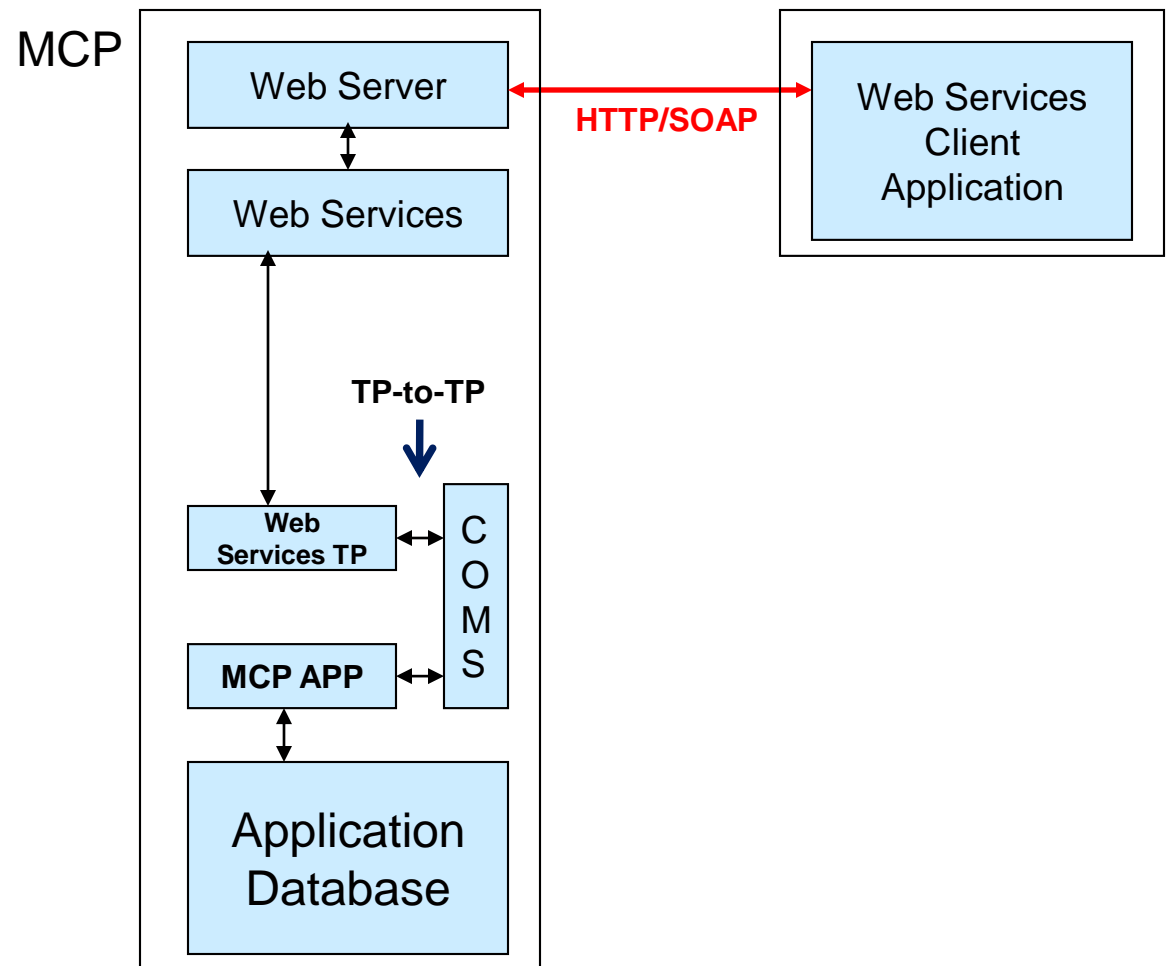 MCP
Web Server
HTTP/SOAP
Web Services
Client
Application
Web Services
TP-to-TP
Web
Services TP
C
O
M
S
MCP APP
Application
Database